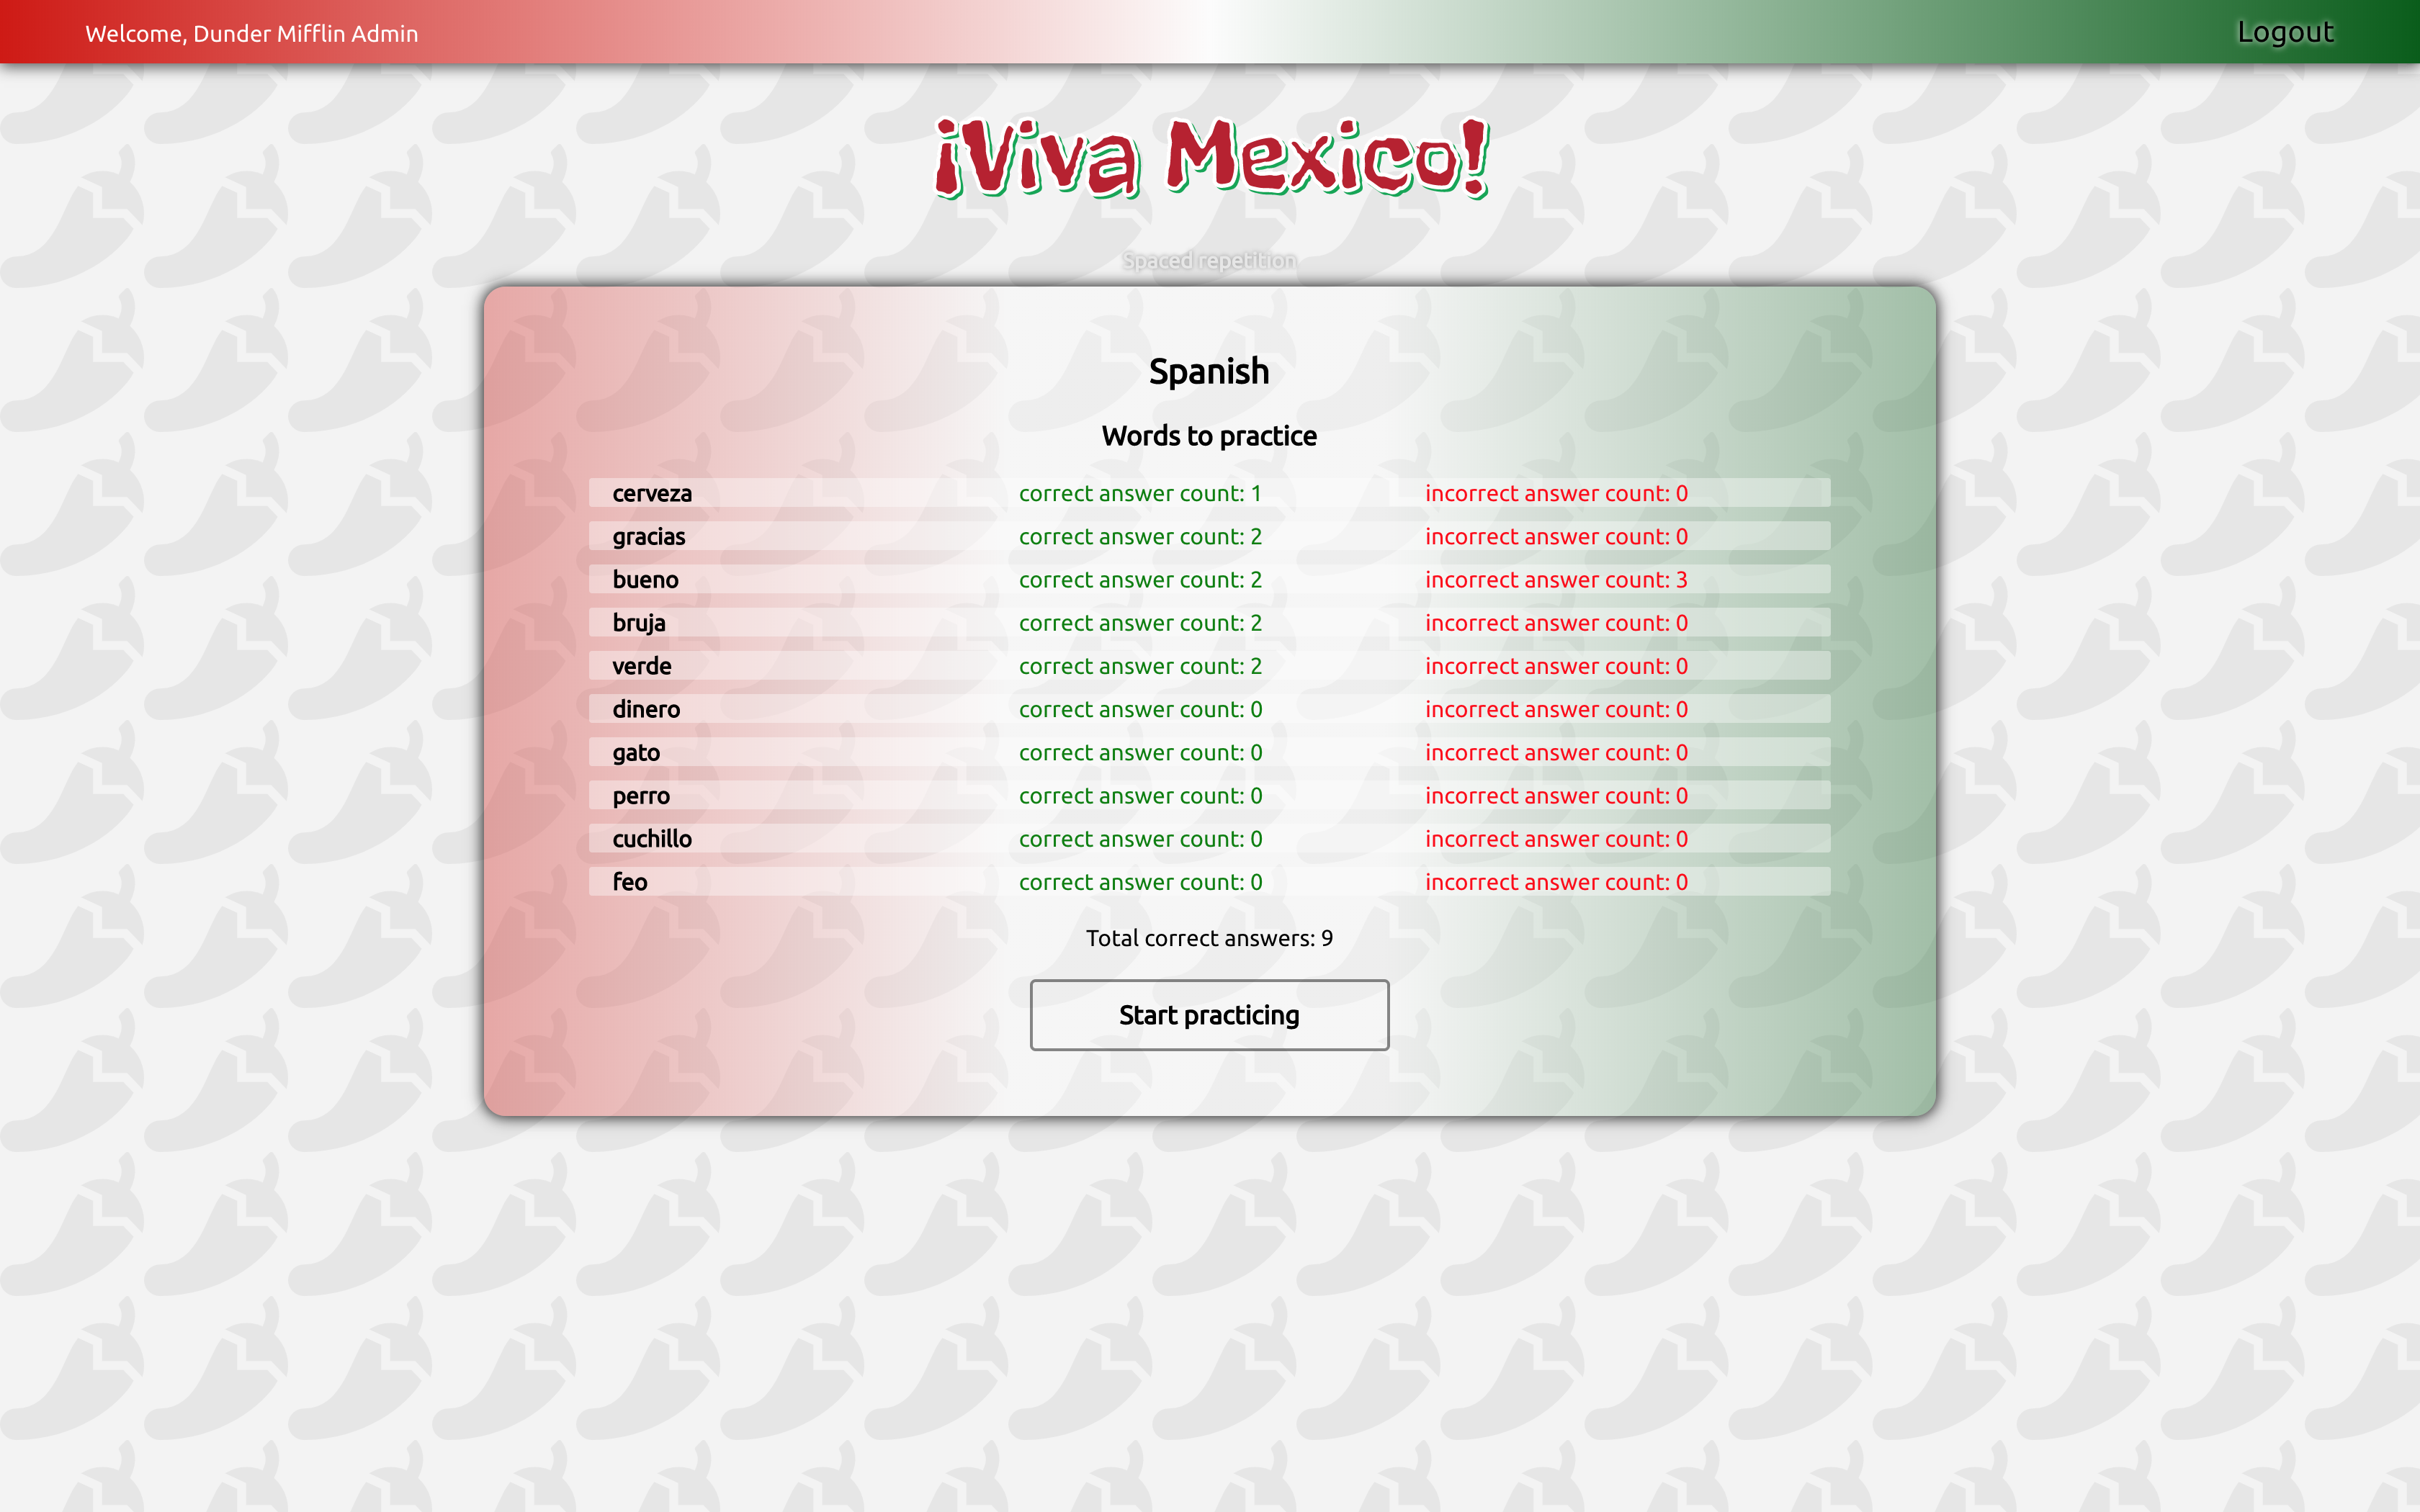 Welcome, Dunder Mifflin Admin Logout
¡Viva Mexico!
Spaced repetition
Spanish
Words to practice
cerveza correct answer count: 1 incorrect answer count: 0
gracias correct answer count: 2 incorrect answer count: 0
bueno correct answer count: 2 incorrect answer count: 3
bruja correct answer count: 2 incorrect answer count: 0
verde correct answer count: 2 incorrect answer count: 0
dinero correct answer count: 0 incorrect answer count: 0
gato correct answer count: 0 incorrect answer count: 0
perro correct answer count: 0 incorrect answer count: 0
cuchillo correct answer count: 0 incorrect answer count: 0
feo correct answer count: 0 incorrect answer count: 0
Total correct answers: 9
Start practicing